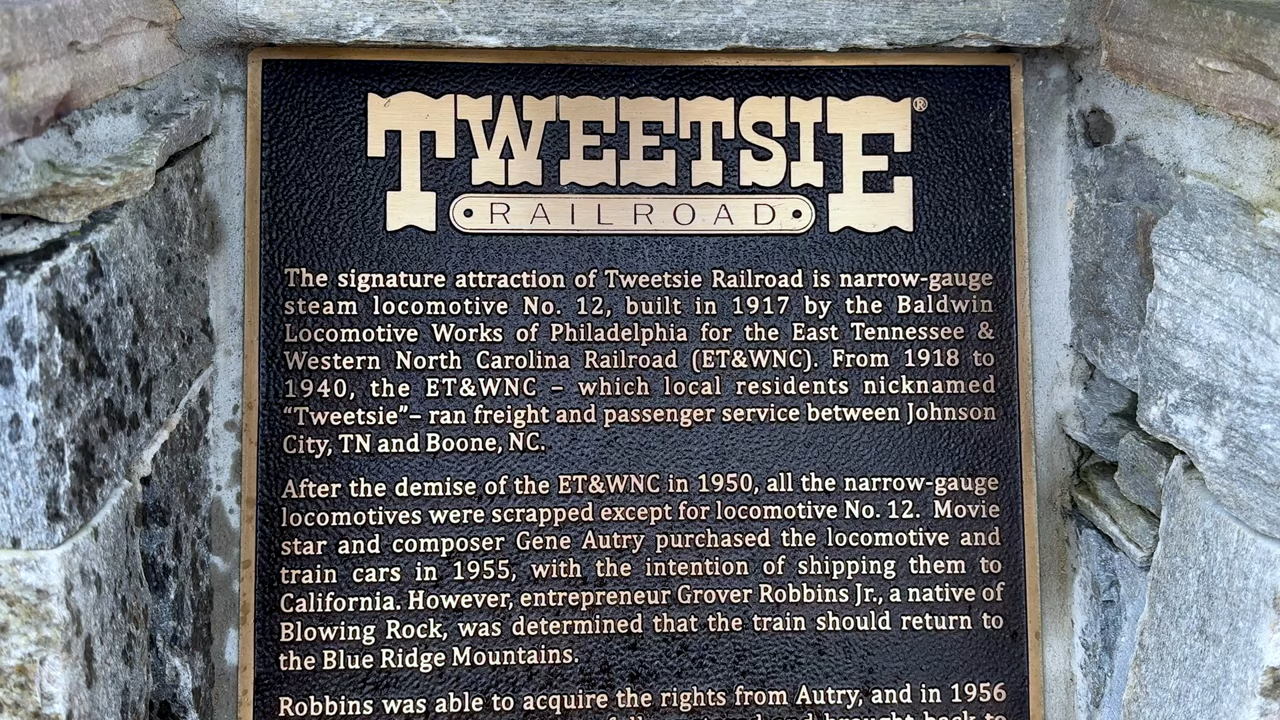 TWEETSIE®
RAILROAD
The signature attraction of Tweetsie Railroad is narrow-gauge
steam locomotive No. 12, built in 1917 by the Baldwin
Locomotive Works of Philadelphia for the East Tennessee &
Western North Carolina Railroad (ET&WNC). From 1918 to
1940, the ET&WNC – which local residents nicknamed
“Tweetsie”– ran freight and passenger service between Johnson
City, TN and Boone, NC.
After the demise of the ET&WNC in 1950, all the narrow-gauge
locomotives were scrapped except for locomotive No. 12. Movie
star and composer Gene Autry purchased the locomotive and
train cars in 1955, with the intention of shipping them to
California. However, entrepreneur Grover Robbins Jr., a native of
Blowing Rock, was determined that the train should return to
the Blue Ridge Mountains.
Robbins was able to acquire the rights from Autry, and in 1956
brought back to